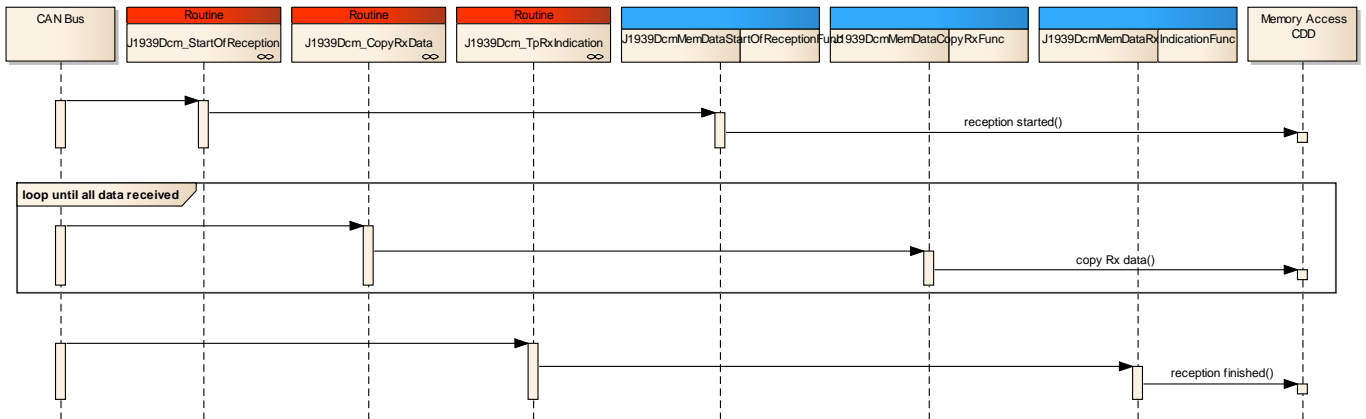 CAN Bus
Routine
J1939Dcm_StartOfReception
Routine
J1939Dcm_CopyRxData
Routine
J1939Dcm_TpRxIndication
J1939DcmMemDataStartOfReceptionFunc
J1939DcmMemDataCopyRxFunc
J1939DcmMemDataRxIndicationFunc
Memory Access
CDD
reception started()
loop until all data received
copy Rx data()
reception finished()